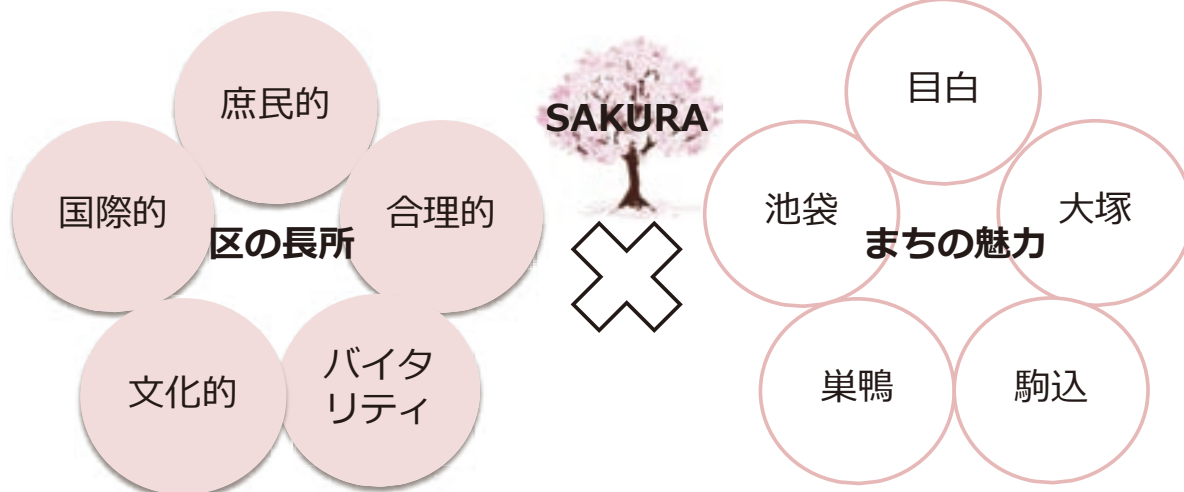 庶民的
国際的
合理的
区の長所
文化的
バイタ
リティ
SAKURA
目白
池袋
大塚
まちの魅力
巣鴨
駒込